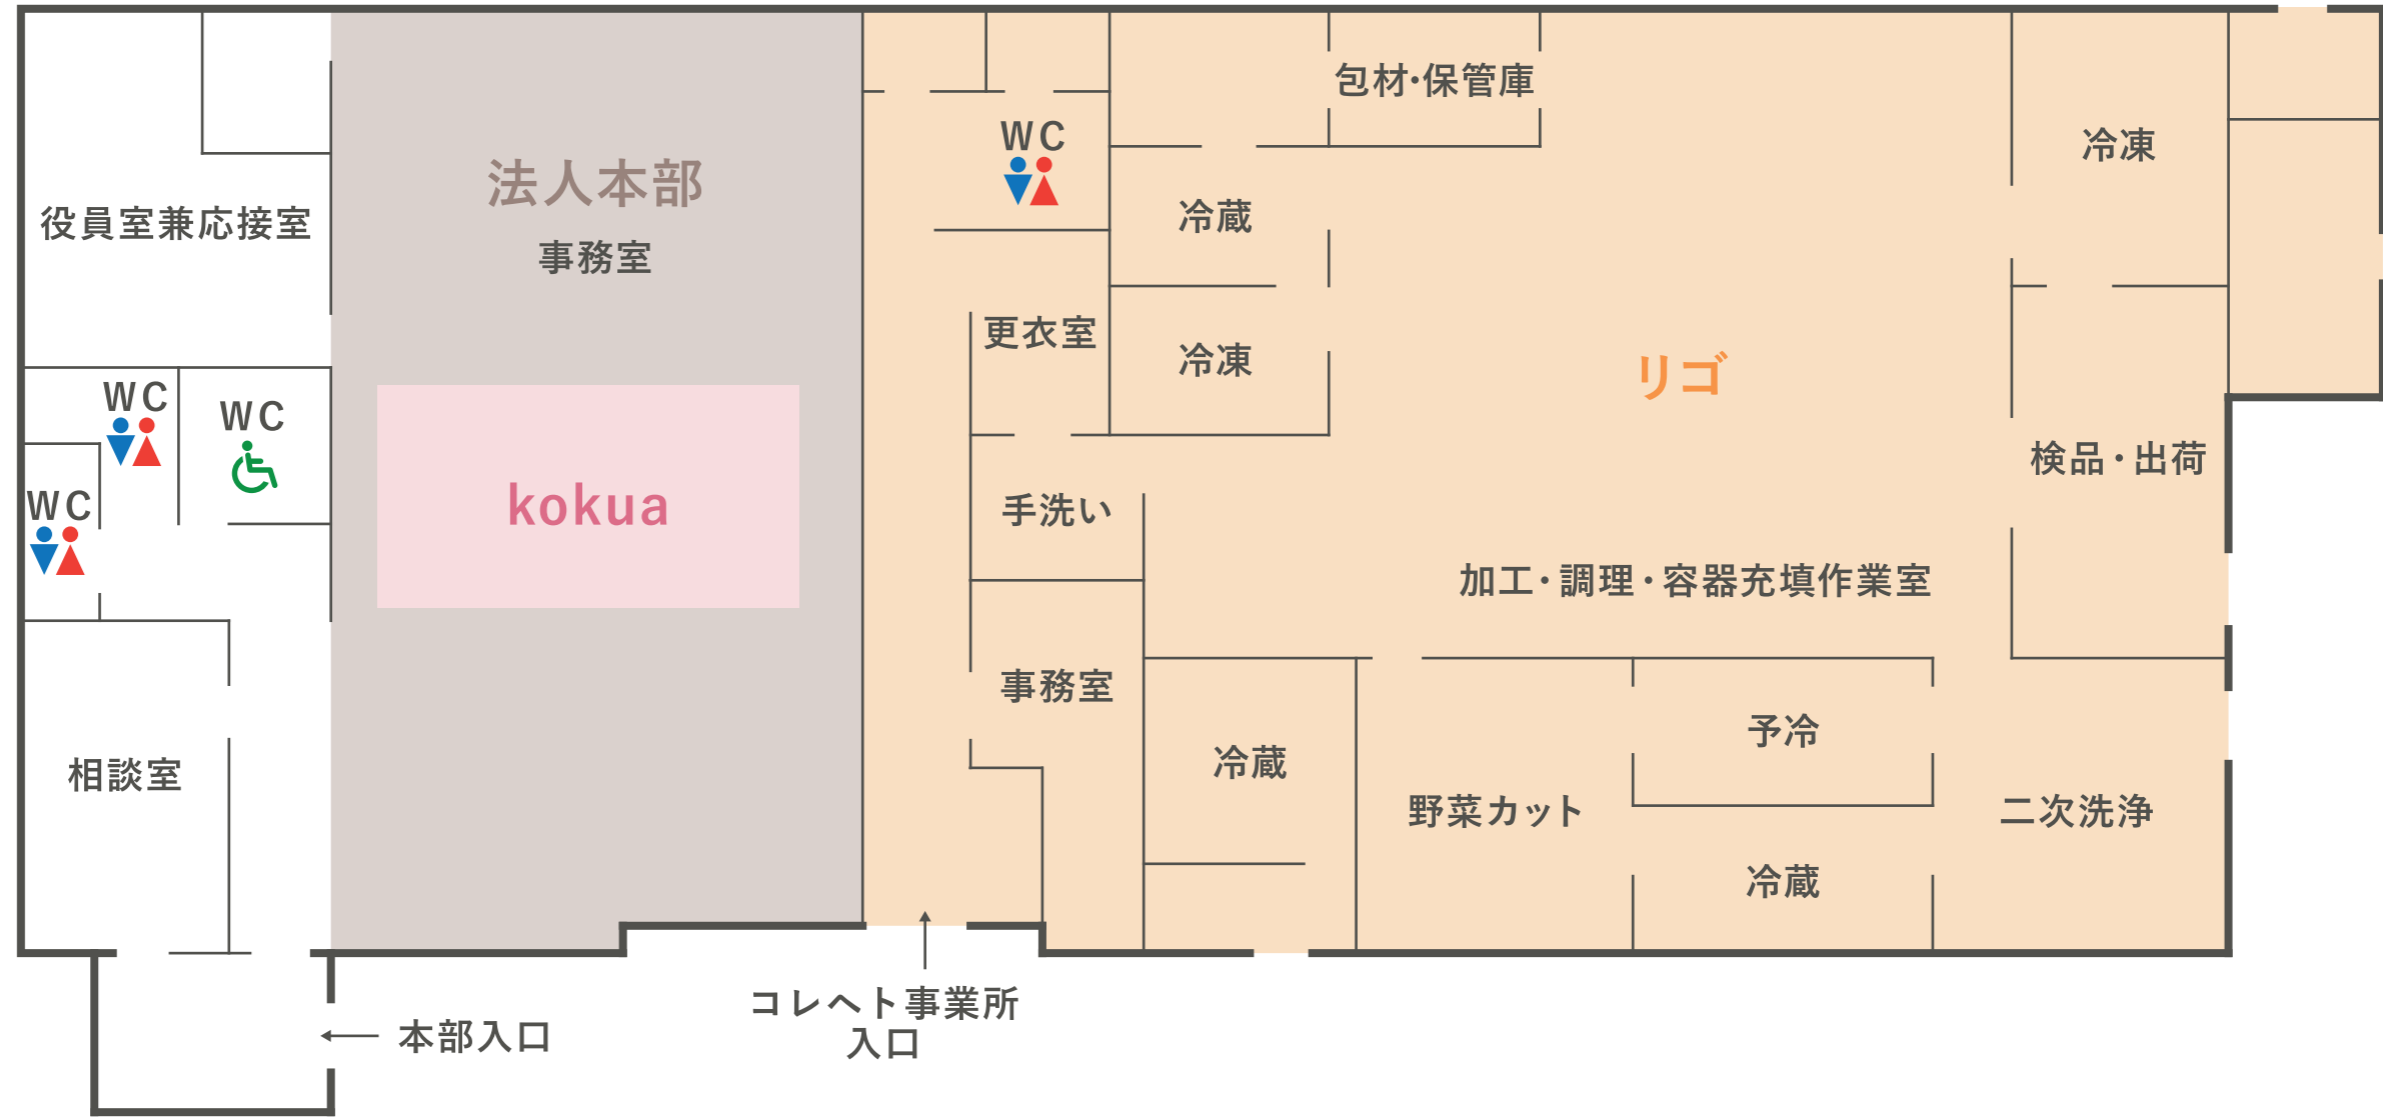 役員室兼応接室
WC
WC
WC
相談室
本部入口
法人本部
事務室
kokua
コレヘト事業所
入口
WC
更衣室
手洗い
事務室
包材・保管庫
冷蔵
冷凍
リゴ
加工・調理・容器充填作業室
冷蔵
野菜カット
予冷
冷蔵
二次洗浄
冷凍
検品・出荷